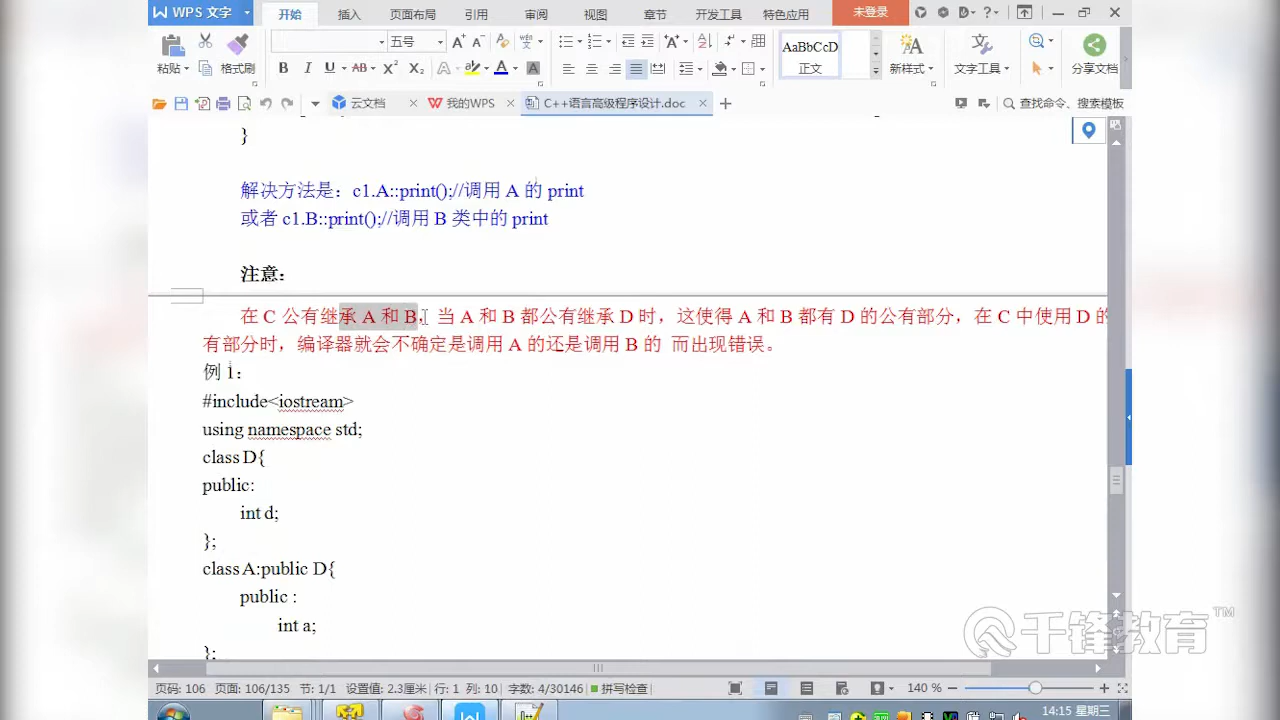 WPS 文字
开始 插入 页面布局 引用 审阅 视图 章节 开发工具 特色应用 未登录
粘贴 格式刷 五号 B I U AB X² X₂ A A AaBbCcD 正文 新样式 文字工具 分享文档
云文档 我的WPS C++语言高级程序设计.doc 查找命令、搜索模板
}
解决方法是：c1.A::print();//调用 A 的 print
或者 c1.B::print();//调用 B 类中的 print
注意：
在 C 公有继承 A 和 B，当 A 和 B 都公有继承 D 时，这使得 A 和 B 都有 D 的公有部分，在 C 中使用 D 的
有部分时，编译器就会不确定是调用 A 的还是调用 B 的 而出现错误。
例 1：
#include<iostream>
using namespace std;
class D{
public:
int d;
};
class A:public D{
public :
int a;
};
千锋教育™
页码: 106 页面: 106/135 节: 1/1 设置值: 2.3厘米 行: 1 列: 10 字数: 4/30146 拼写检查 140 %
14:15 星期三